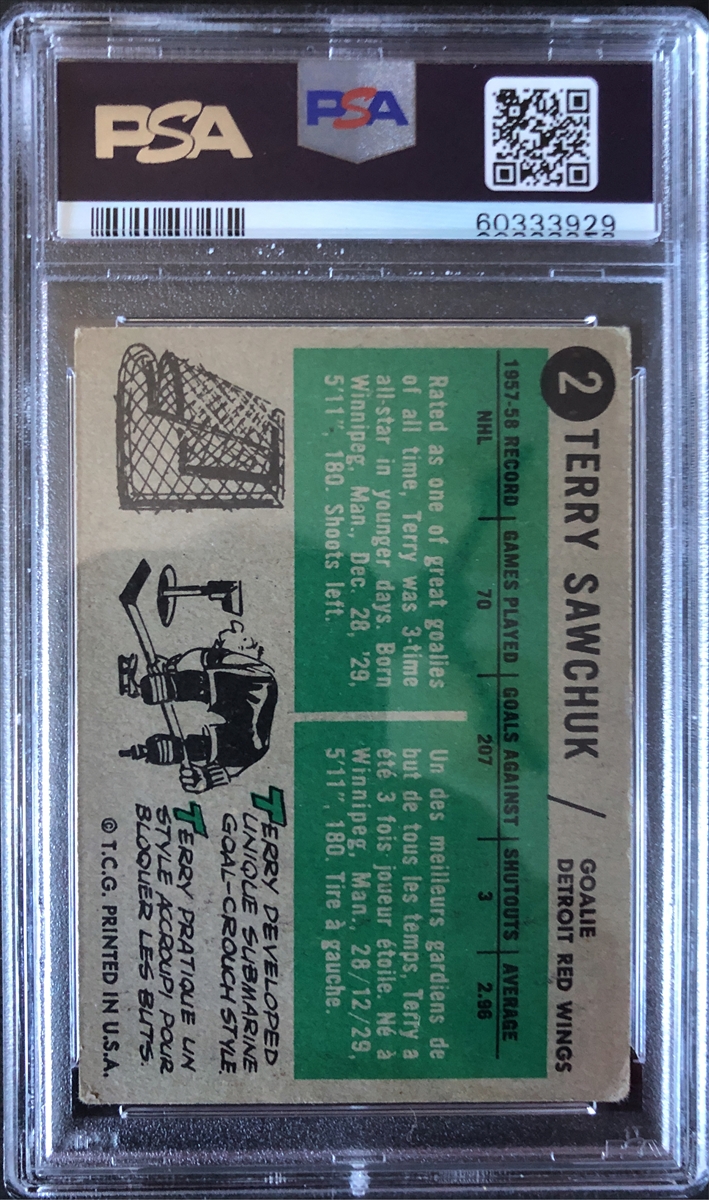 PSA
PSA
60333929
2 TERRY SAWCHUK / GOALIE
DETROIT RED WINGS
1957-58 RECORD GAMES PLAYED GOALS AGAINST SHUTOUTS AVERAGE
NHL 70 207 3 2.96
Rated as one of great goalies
of all time, Terry was 3-time
all-star in younger days. Born
Winnipeg, Man., Dec. 28, '29,
5'11", 180. Shoots left.
Un des meilleurs gardiens de
but de tous les temps, Terry a
été 3 fois joueur étoile. Né à
Winnipeg, Man., 28/12/29,
5'11", 180. Tire à gauche.
TERRY DEVELOPED
UNIQUE SUBMARINE
GOAL-CROUCH STYLE.
TERRY PRATIQUE UN
STYLE ACCROUPI POUR
BLOQUER LES BUTS.
© T.C.G. PRINTED IN U.S.A.